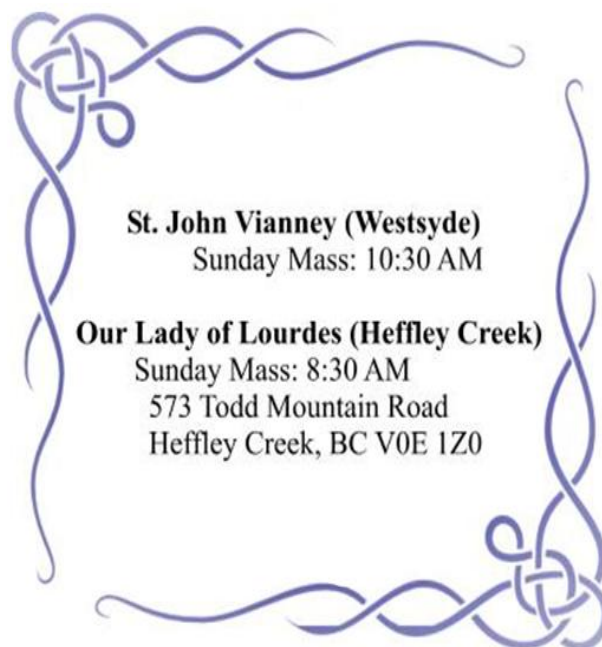 St. John Vianney (Westsyde)
Sunday Mass: 10:30 AM
Our Lady of Lourdes (Heffley Creek)
Sunday Mass: 8:30 AM
573 Todd Mountain Road
Heffley Creek, BC V0E 1Z0